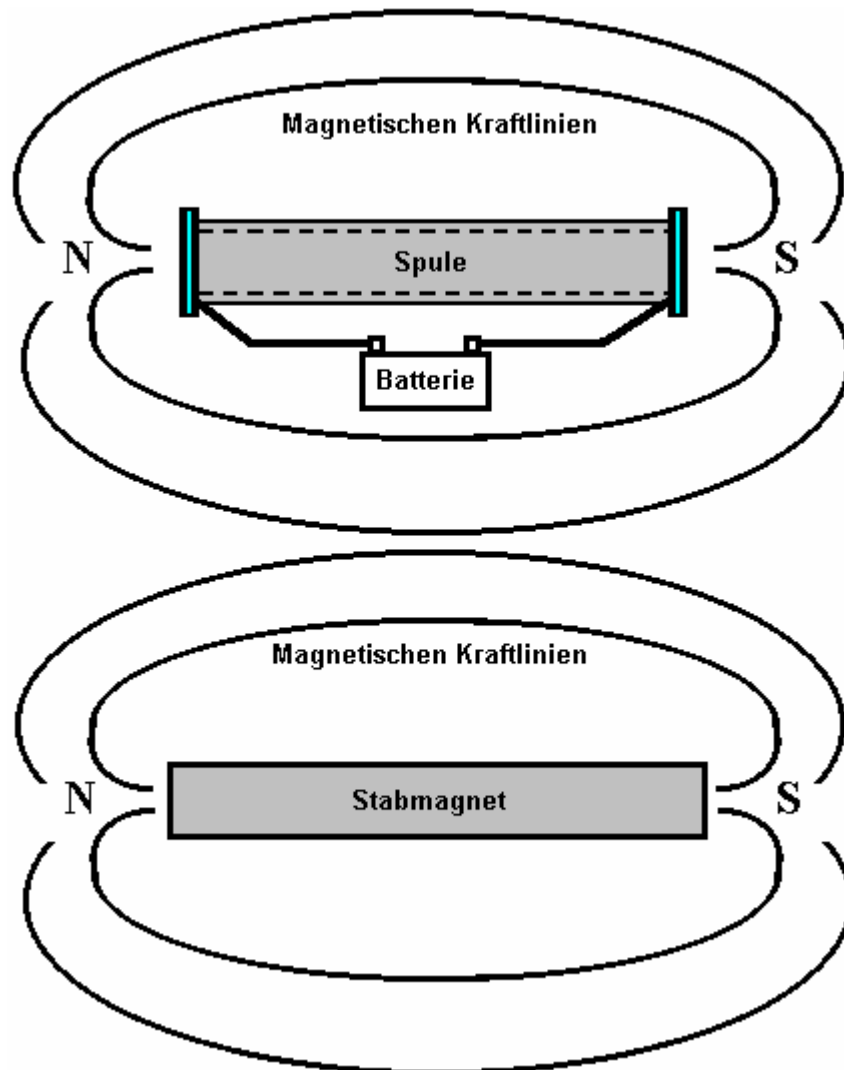 Magnetischen Kraftlinien
N
Spule
S
Batterie
Magnetischen Kraftlinien
N
Stabmagnet
S